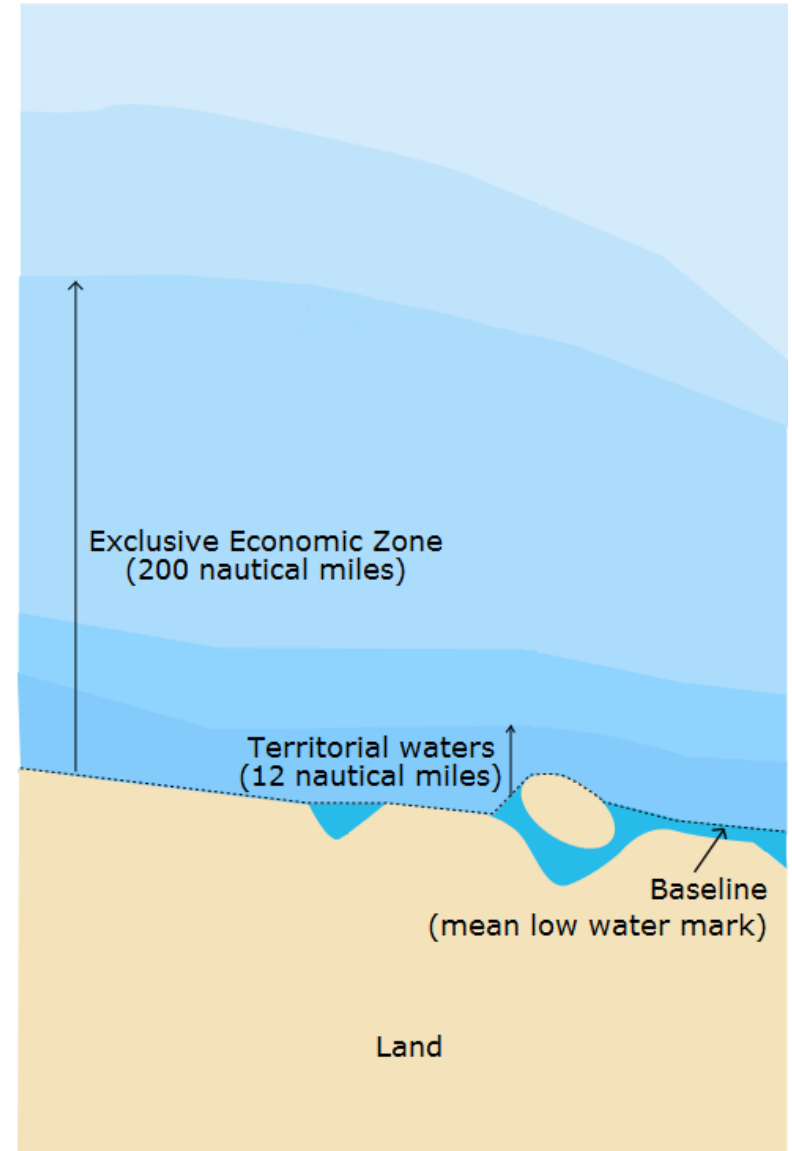 Exclusive Economic Zone
(200 nautical miles)
Territorial waters
(12 nautical miles)
Baseline
(mean low water mark)
Land